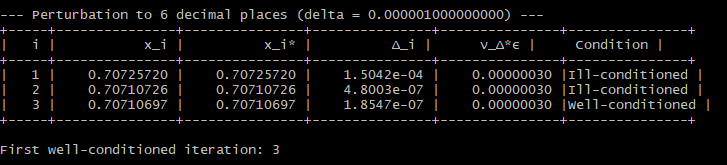 --- Perturbation to 6 decimal places (delta = 0.000001000000000) ---
+-----+----------------+----------------+---------------+---------------+----------------+
|   i |            x_i |           x_i* |           Δ_i |         ν_Δ*ϵ |      Condition |
+-----+----------------+----------------+---------------+---------------+----------------+
|   1 |     0.70725720 |     0.70725720 |    1.5042e-04 |    0.00000030 |Ill-conditioned |
|   2 |     0.70710726 |     0.70710726 |    4.8003e-07 |    0.00000030 |Ill-conditioned |
|   3 |     0.70710697 |     0.70710697 |    1.8547e-07 |    0.00000030 |Well-conditioned |
+-----+----------------+----------------+---------------+---------------+----------------+
First well-conditioned iteration: 3